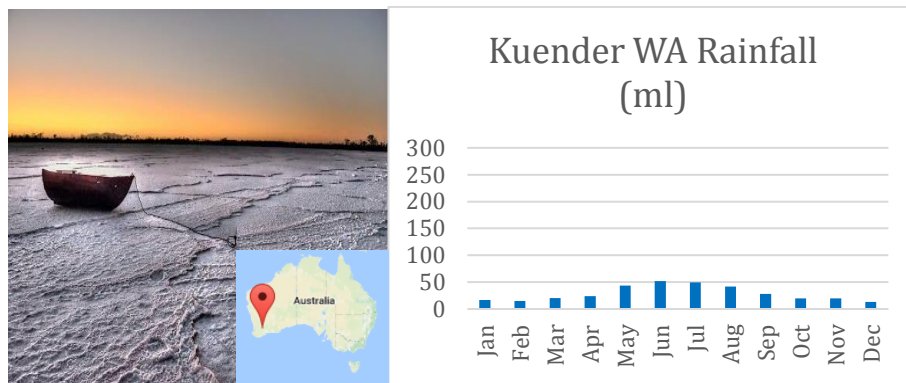 Australia
Kuender WA Rainfall
(ml)
300
250
200
150
100
50
0
Jan
Feb
Mar
Apr
May
Jun
Jul
Aug
Sep
Oct
Nov
Dec